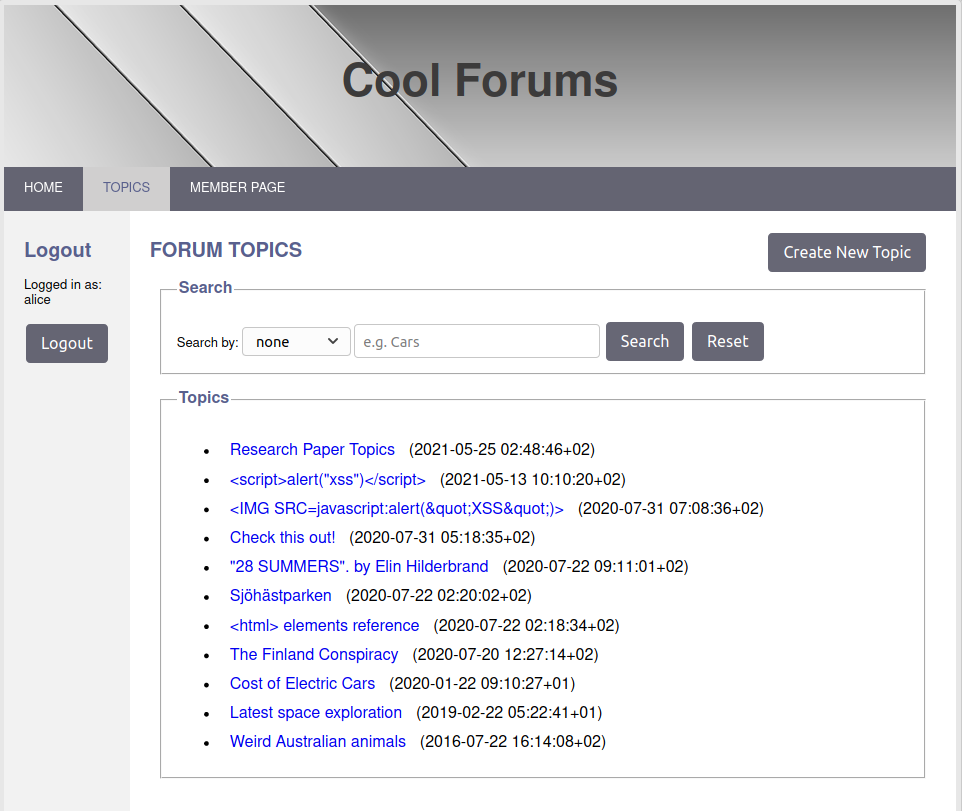 Cool Forums
HOME TOPICS MEMBER PAGE
Logout
Logged in as:
alice
Logout
FORUM TOPICS
Create New Topic
Search
Search by: none e.g. Cars Search Reset
Topics
Research Paper Topics (2021-05-25 02:48:46+02)
<script>alert("xss")</script> (2021-05-13 10:10:20+02)
<IMG SRC=javascript:alert(&quot;XSS&quot;)> (2020-07-31 07:08:36+02)
Check this out! (2020-07-31 05:18:35+02)
"28 SUMMERS". by Elin Hilderbrand (2020-07-22 09:11:01+02)
Sjöhästparken (2020-07-22 02:20:02+02)
<html> elements reference (2020-07-22 02:18:34+02)
The Finland Conspiracy (2020-07-20 12:27:14+02)
Cost of Electric Cars (2020-01-22 09:10:27+01)
Latest space exploration (2019-02-22 05:22:41+01)
Weird Australian animals (2016-07-22 16:14:08+02)